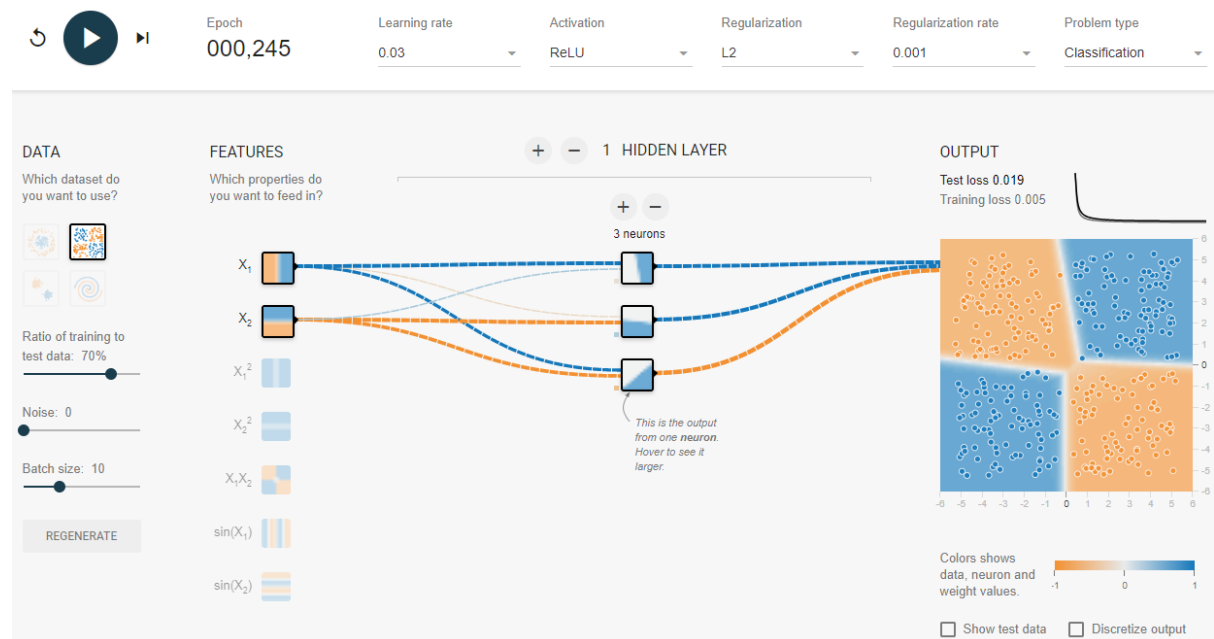 Epoch
000,245
Learning rate
0.03
Activation
ReLU
Regularization
L2
Regularization rate
0.001
Problem type
Classification
DATA
Which dataset do
you want to use?
Ratio of training to
test data: 70%
Noise: 0
Batch size: 10
REGENERATE
FEATURES
Which properties do
you want to feed in?
X1
X2
X1²
X2²
X1X2
sin(X1)
sin(X2)
+ − 1 HIDDEN LAYER
+ −
3 neurons
This is the output
from one neuron.
Hover to see it
larger.
OUTPUT
Test loss 0.019
Training loss 0.005
6
5
4
3
2
1
0
-1
-2
-3
-4
-5
-6
-6 -5 -4 -3 -2 -1 0 1 2 3 4 5 6
Colors shows
data, neuron and
weight values.
-1 0 1
Show test data
Discretize output